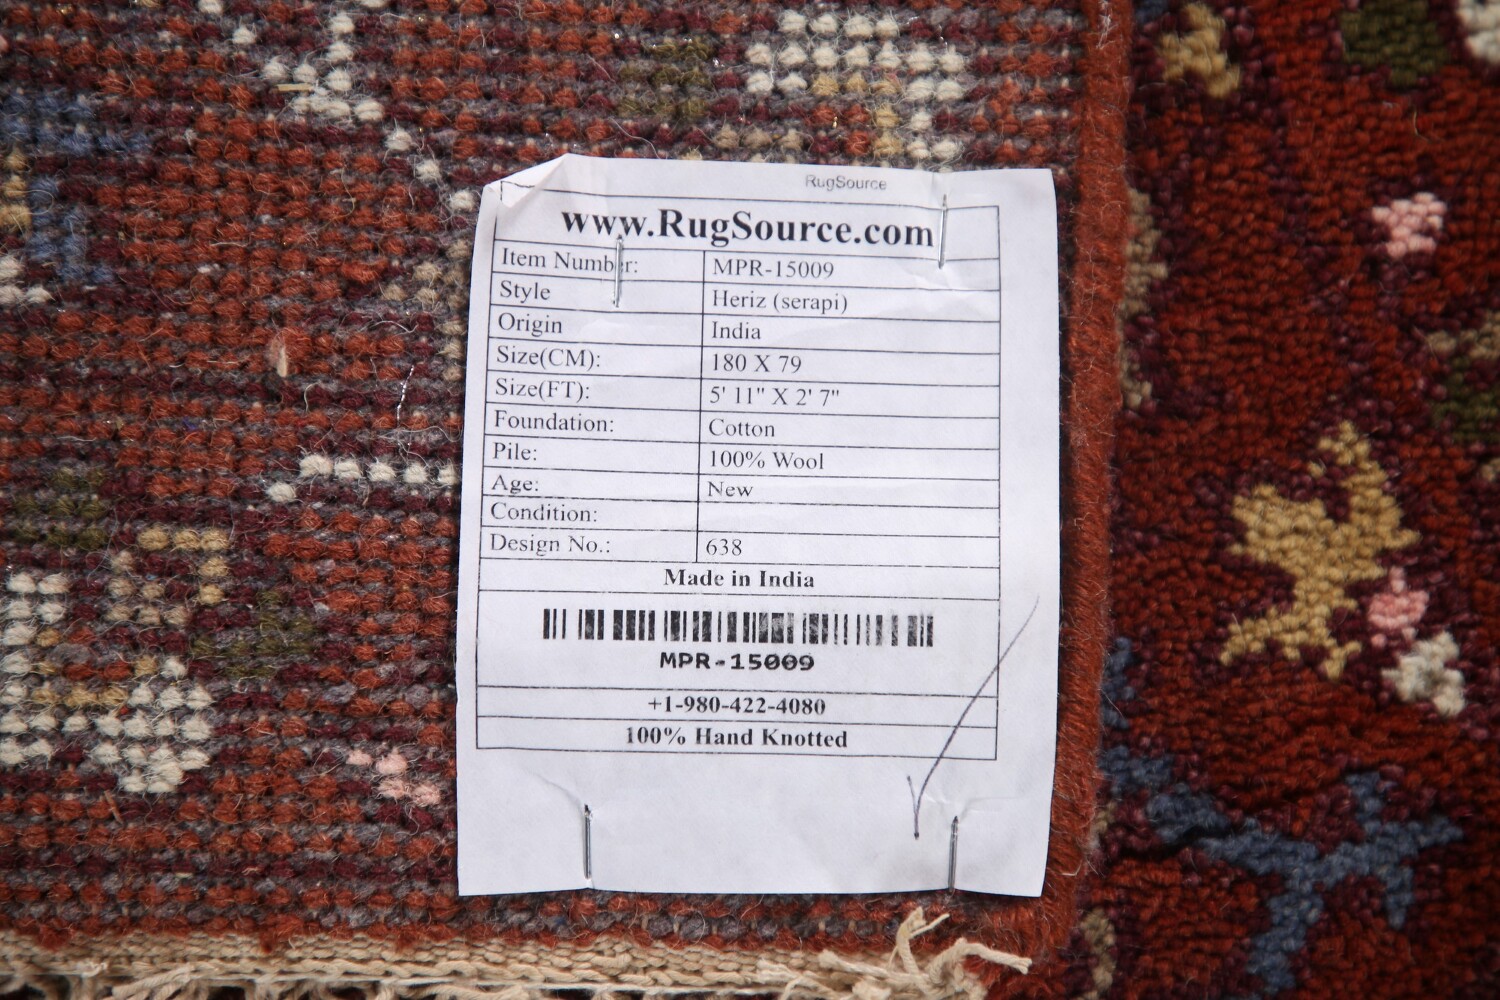 RugSource
www.RugSource.com
Item Number: MPR-15009
Style Heriz (serapi)
Origin India
Size(CM): 180 X 79
Size(FT): 5' 11" X 2' 7"
Foundation: Cotton
Pile: 100% Wool
Age: New
Condition:
Design No.: 638
Made in India
MPR-15009
+1-980-422-4080
100% Hand Knotted